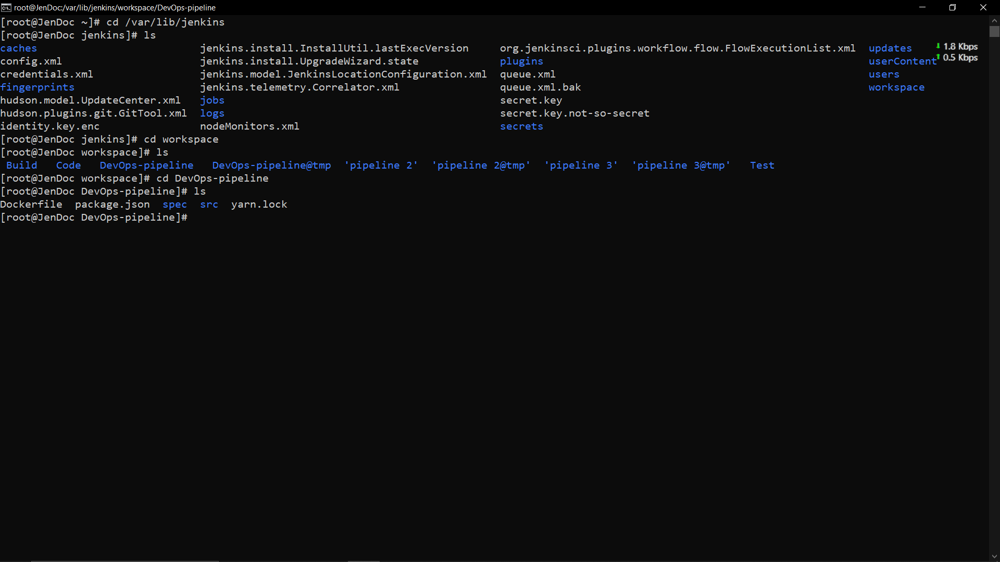 root@JenDoc:/var/lib/jenkins/workspace/DevOps-pipeline
[root@JenDoc ~]# cd /var/lib/jenkins
[root@JenDoc jenkins]# ls
caches jenkins.install.InstallUtil.lastExecVersion org.jenkinsci.plugins.workflow.flow.FlowExecutionList.xml updates 1.8 Kbps
config.xml jenkins.install.UpgradeWizard.state plugins userContent 0.5 Kbps
credentials.xml jenkins.model.JenkinsLocationConfiguration.xml queue.xml users
fingerprints jenkins.telemetry.Correlator.xml queue.xml.bak workspace
hudson.model.UpdateCenter.xml jobs secret.key
hudson.plugins.git.GitTool.xml logs secret.key.not-so-secret
identity.key.enc nodeMonitors.xml secrets
[root@JenDoc jenkins]# cd workspace
[root@JenDoc workspace]# ls
Build Code DevOps-pipeline DevOps-pipeline@tmp 'pipeline 2' 'pipeline 2@tmp' 'pipeline 3' 'pipeline 3@tmp' Test
[root@JenDoc workspace]# cd DevOps-pipeline
[root@JenDoc DevOps-pipeline]# ls
Dockerfile package.json spec src yarn.lock
[root@JenDoc DevOps-pipeline]#